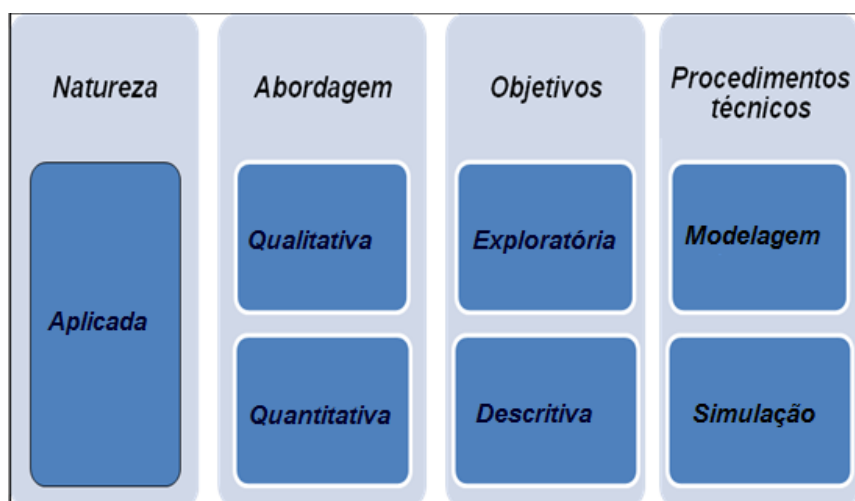 Natureza
Abordagem
Objetivos
Procedimentos
técnicos
Aplicada
Qualitativa
Exploratória
Modelagem
Quantitativa
Descritiva
Simulação